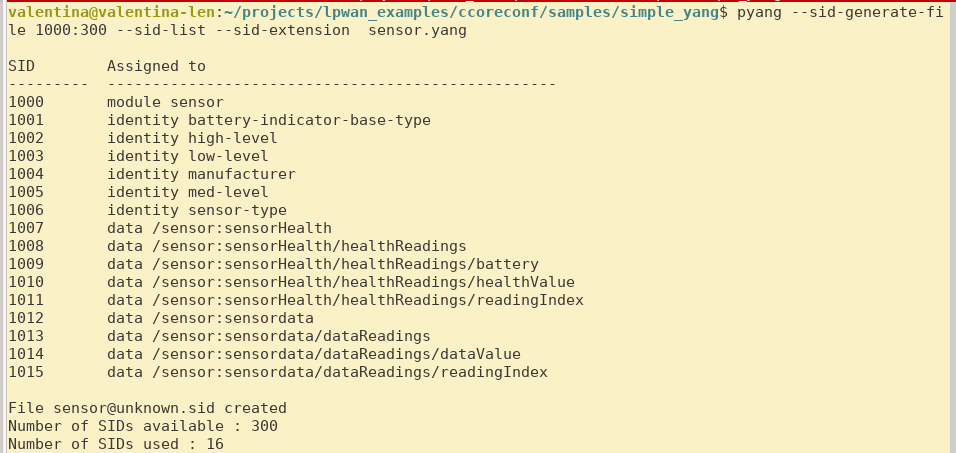 valentina@valentina-len:~/projects/lpwan_examples/ccoreconf/samples/simple_yang$ pyang --sid-generate-fi
le 1000:300 --sid-list --sid-extension  sensor.yang

SID        Assigned to
---------  --------------------------------------------------
1000       module sensor
1001       identity battery-indicator-base-type
1002       identity high-level
1003       identity low-level
1004       identity manufacturer
1005       identity med-level
1006       identity sensor-type
1007       data /sensor:sensorHealth
1008       data /sensor:sensorHealth/healthReadings
1009       data /sensor:sensorHealth/healthReadings/battery
1010       data /sensor:sensorHealth/healthReadings/healthValue
1011       data /sensor:sensorHealth/healthReadings/readingIndex
1012       data /sensor:sensordata
1013       data /sensor:sensordata/dataReadings
1014       data /sensor:sensordata/dataReadings/dataValue
1015       data /sensor:sensordata/dataReadings/readingIndex

File sensor@unknown.sid created
Number of SIDs available : 300
Number of SIDs used : 16